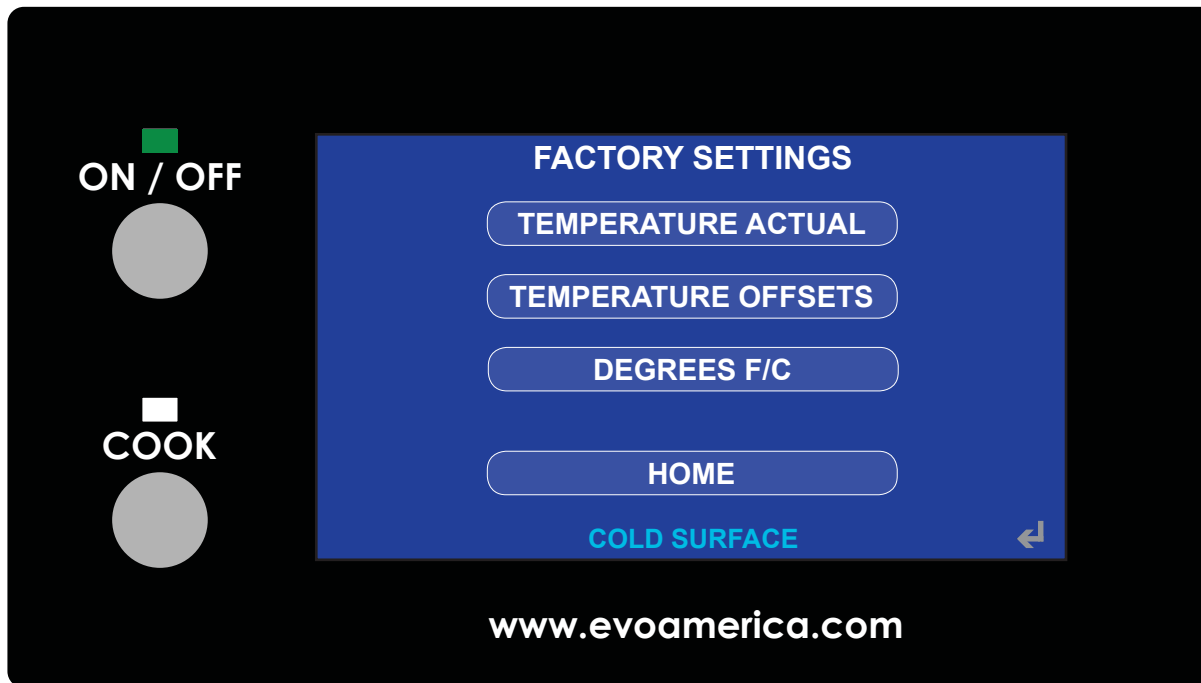 ON / OFF
COOK
FACTORY SETTINGS
TEMPERATURE ACTUAL
TEMPERATURE OFFSETS
DEGREES F/C
HOME
COLD SURFACE
www.evoamerica.com